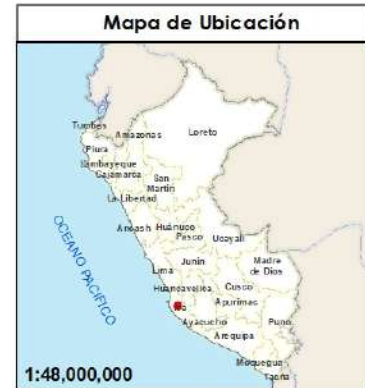 Mapa de Ubicación
Tumbes
Amazonas
Loreto
Piura
Lambayeque
Cajamarca
San
Martin
La Libertad
Ancash
Huánuco
Pasco
Ucayali
Junín
Madre
de Dios
Lima
Huancavelica
Cusco
Apurimac
Ayacucho
Puno
Arequipa
Moquegua
Tacna
OCEANO PACIFICO
1:48,000,000